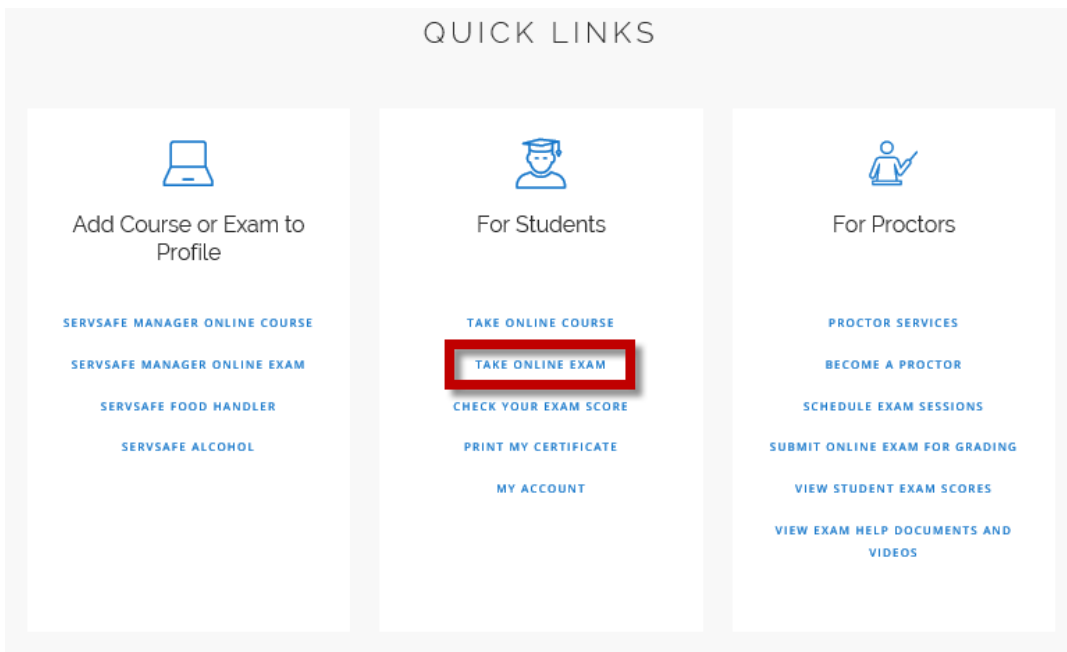 QUICK LINKS
Add Course or Exam to
Profile
SERVSAFE MANAGER ONLINE COURSE
SERVSAFE MANAGER ONLINE EXAM
SERVSAFE FOOD HANDLER
SERVSAFE ALCOHOL
For Students
TAKE ONLINE COURSE
TAKE ONLINE EXAM
CHECK YOUR EXAM SCORE
PRINT MY CERTIFICATE
MY ACCOUNT
For Proctors
PROCTOR SERVICES
BECOME A PROCTOR
SCHEDULE EXAM SESSIONS
SUBMIT ONLINE EXAM FOR GRADING
VIEW STUDENT EXAM SCORES
VIEW EXAM HELP DOCUMENTS AND
VIDEOS